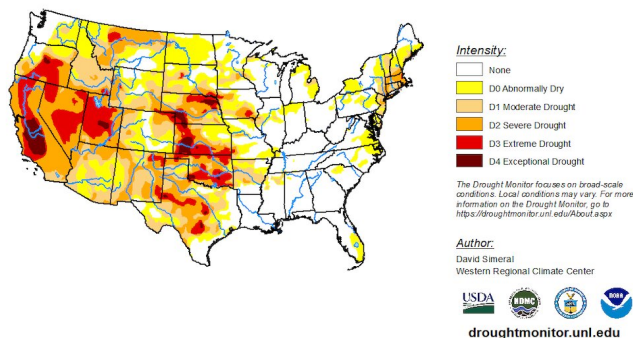 Intensity:
None
D0 Abnormally Dry
D1 Moderate Drought
D2 Severe Drought
D3 Extreme Drought
D4 Exceptional Drought
The Drought Monitor focuses on broad-scale
conditions. Local conditions may vary. For more
information on the Drought Monitor, go to
https://droughtmonitor.unl.edu/About.aspx
Author:
David Simeral
Western Regional Climate Center
USDA
NDMC
NOAA
droughtmonitor.unl.edu